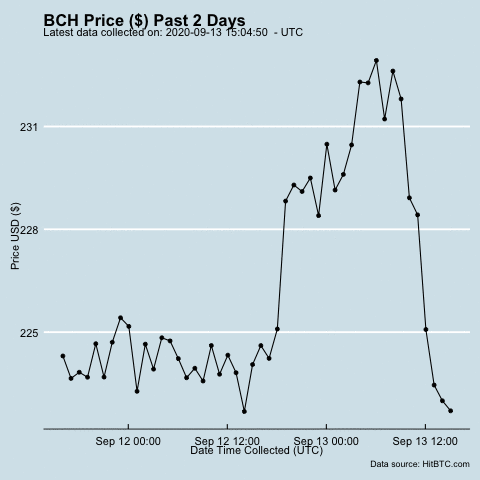 BCH Price ($) Past 2 Days
Latest data collected on: 2020-09-13 15:04:50  - UTC
231
228
225
Price USD ($)
Sep 12 00:00 Sep 12 12:00 Sep 13 00:00 Sep 13 12:00
Date Time Collected (UTC)
Data source: HitBTC.com